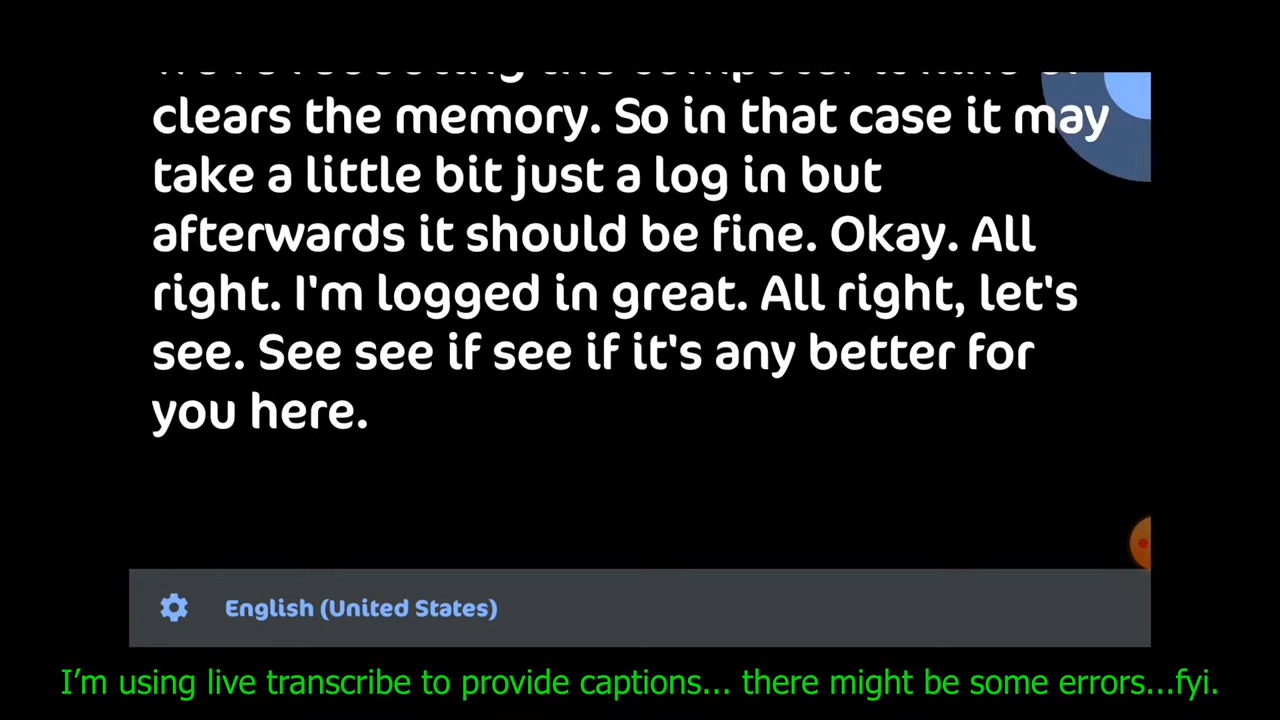 clears the memory. So in that case it may
take a little bit just a log in but
afterwards it should be fine. Okay. All
right. I'm logged in great. All right, let's
see. See see if see if it's any better for
you here.
English (United States)
I'm using live transcribe to provide captions... there might be some errors...fyi.